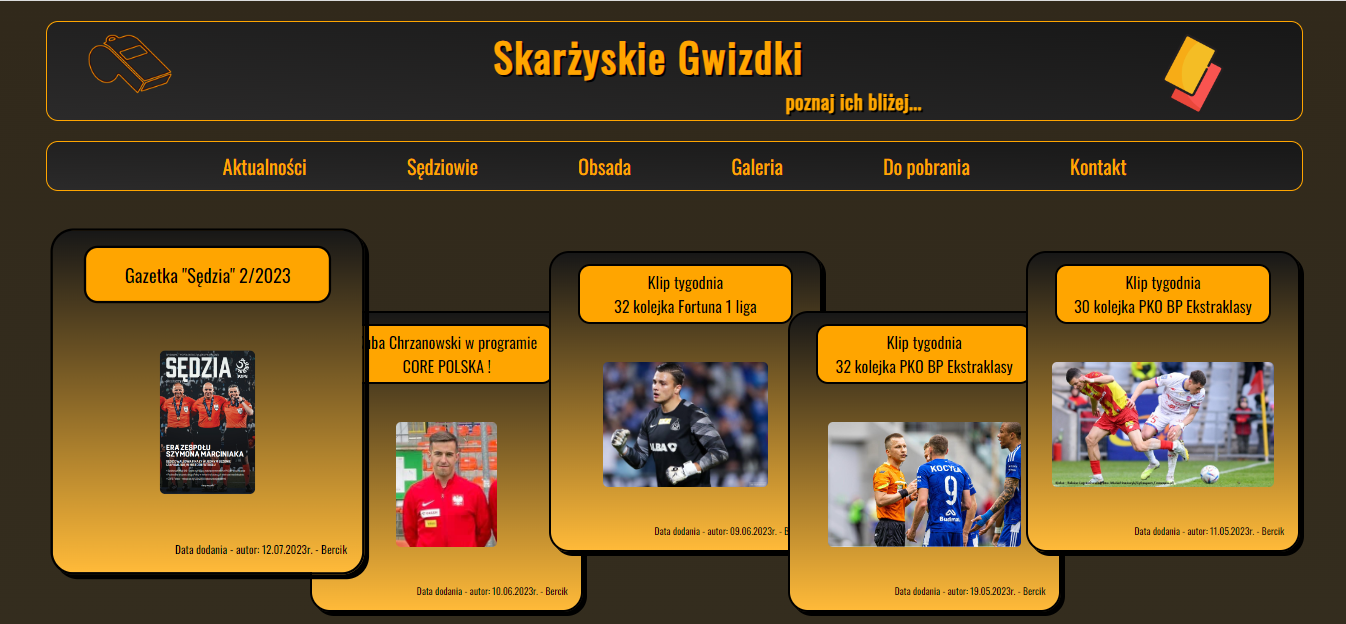 Skarżyskie Gwizdki
poznaj ich bliżej...
Aktualności
Sędziowie
Obsada
Galeria
Do pobrania
Kontakt
Gazetka "Sędzia" 2/2023
SĘDZIA
ERA ZESPOŁU
SZYMONA MARCINIAKA
Data dodania - autor: 12.07.2023r. - Bercik
Chrzanowski w programie
CORE POLSKA !
Data dodania - autor: 10.06.2023r. - Bercik
Klip tygodnia
32 kolejka Fortuna 1 liga
Data dodania - autor: 09.06.2023r. - B
Klip tygodnia
32 kolejka PKO BP Ekstraklasy
KOCYŁA
9
Data dodania - autor: 19.05.2023r. - Bercik
Klip tygodnia
30 kolejka PKO BP Ekstraklasy
Data dodania - autor: 11.05.2023r. - Bercik